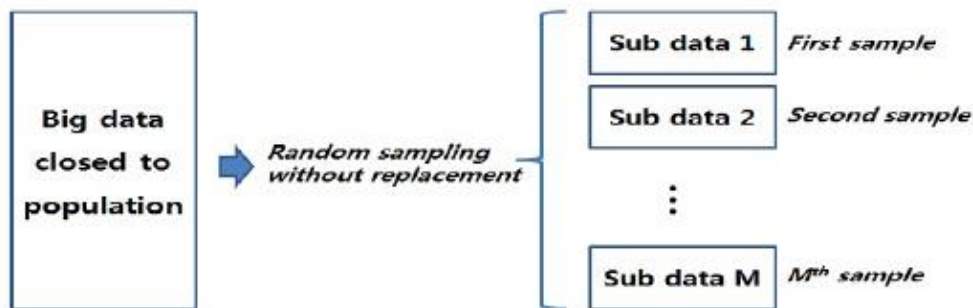 Big data
closed to
population
Random sampling
without replacement
Sub data 1
First sample
Sub data 2
Second sample
⋮
Sub data M
Mth sample